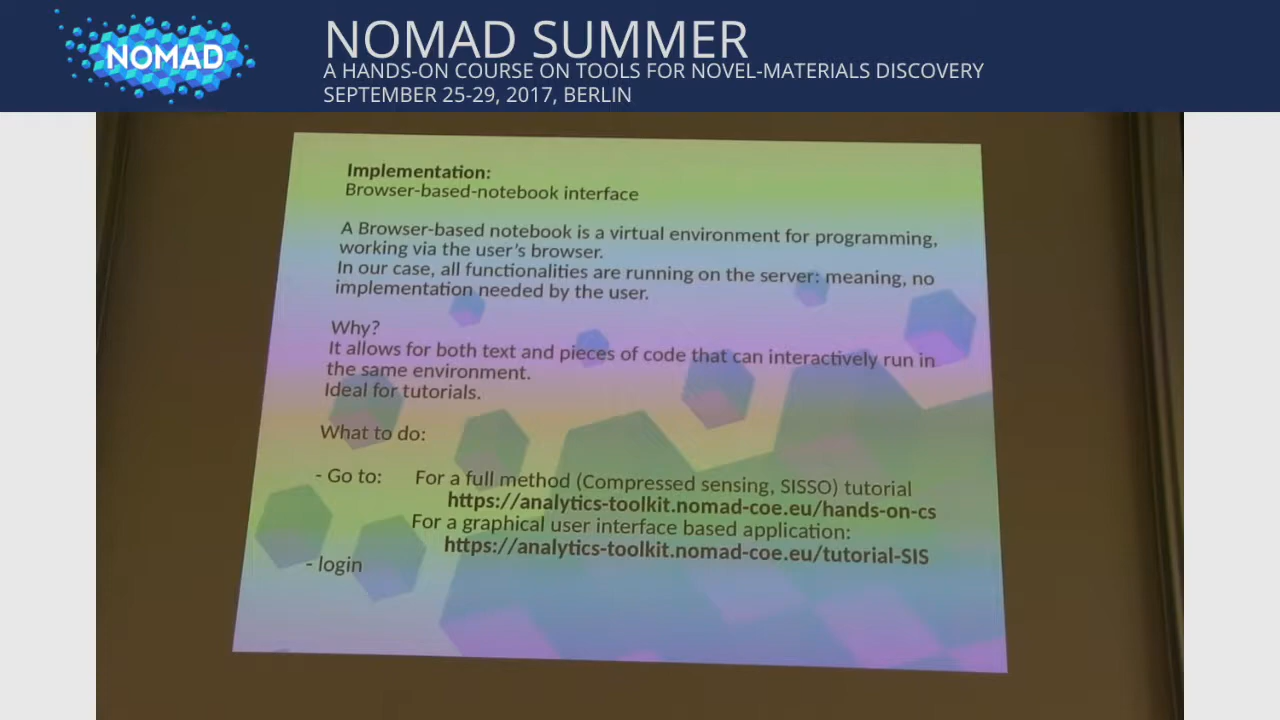 NOMAD
NOMAD SUMMER
A HANDS-ON COURSE ON TOOLS FOR NOVEL-MATERIALS DISCOVERY
SEPTEMBER 25-29, 2017, BERLIN
Implementation:
Browser-based-notebook interface
A Browser-based notebook is a virtual environment for programming,
working via the user's browser.
In our case, all functionalities are running on the server: meaning, no
implementation needed by the user.
Why?
It allows for both text and pieces of code that can interactively run in
the same environment.
Ideal for tutorials.
What to do:
- Go to: For a full method (Compressed sensing, SISSO) tutorial
https://analytics-toolkit.nomad-coe.eu/hands-on-cs
For a graphical user interface based application:
https://analytics-toolkit.nomad-coe.eu/tutorial-SIS
- login